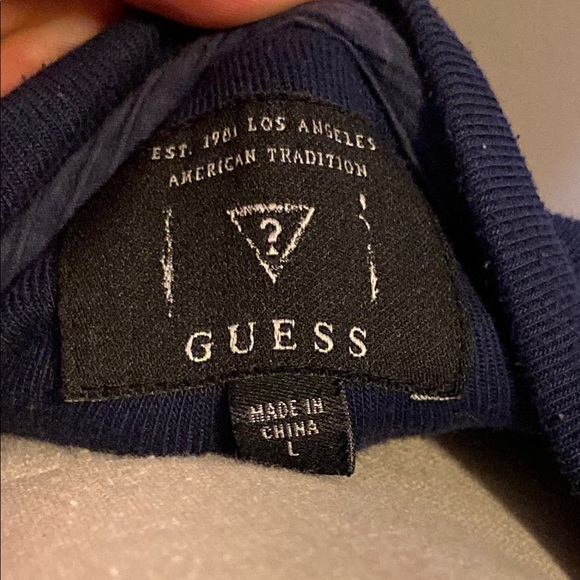 EST. 1981 LOS ANGELES
AMERICAN TRADITION
?
GUESS
MADE IN
CHINA
L